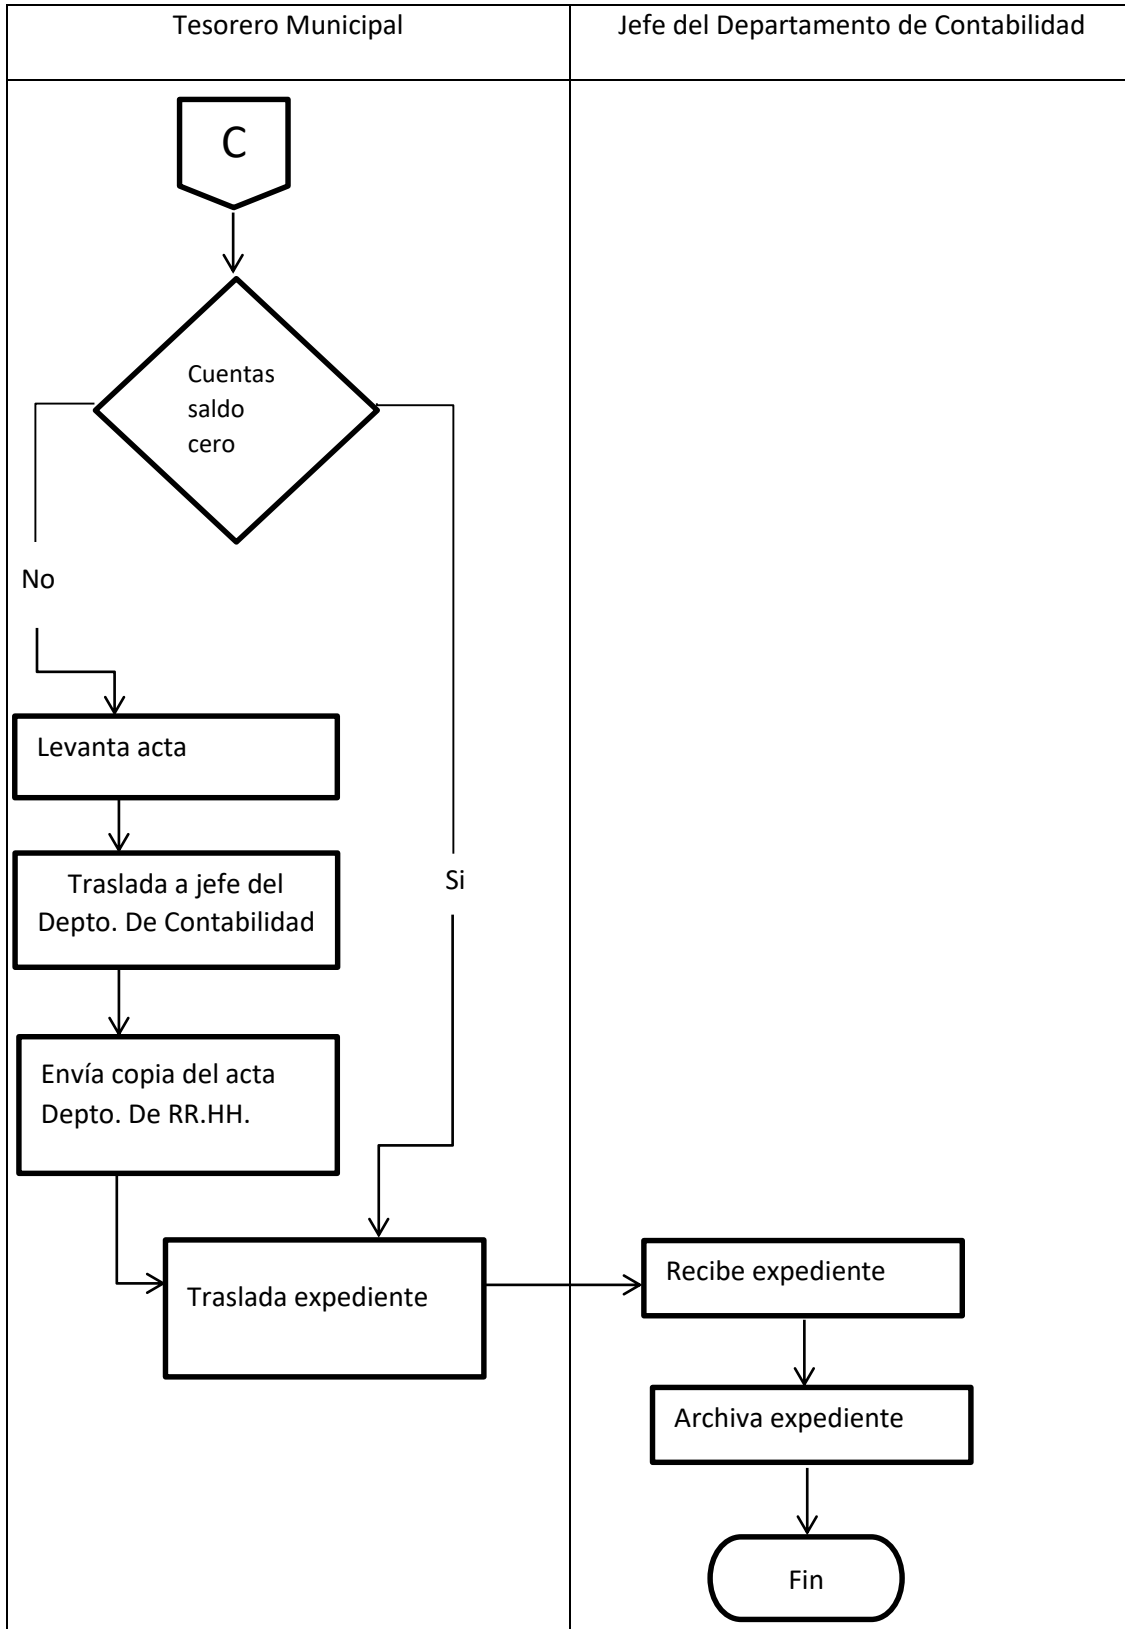 Tesorero Municipal
Jefe del Departamento de Contabilidad
C
Cuentas
saldo
cero
No
Levanta acta
Traslada a jefe del
Depto. De Contabilidad
Si
Envía copia del acta
Depto. De RR.HH.
Traslada expediente
Recibe expediente
Archiva expediente
Fin